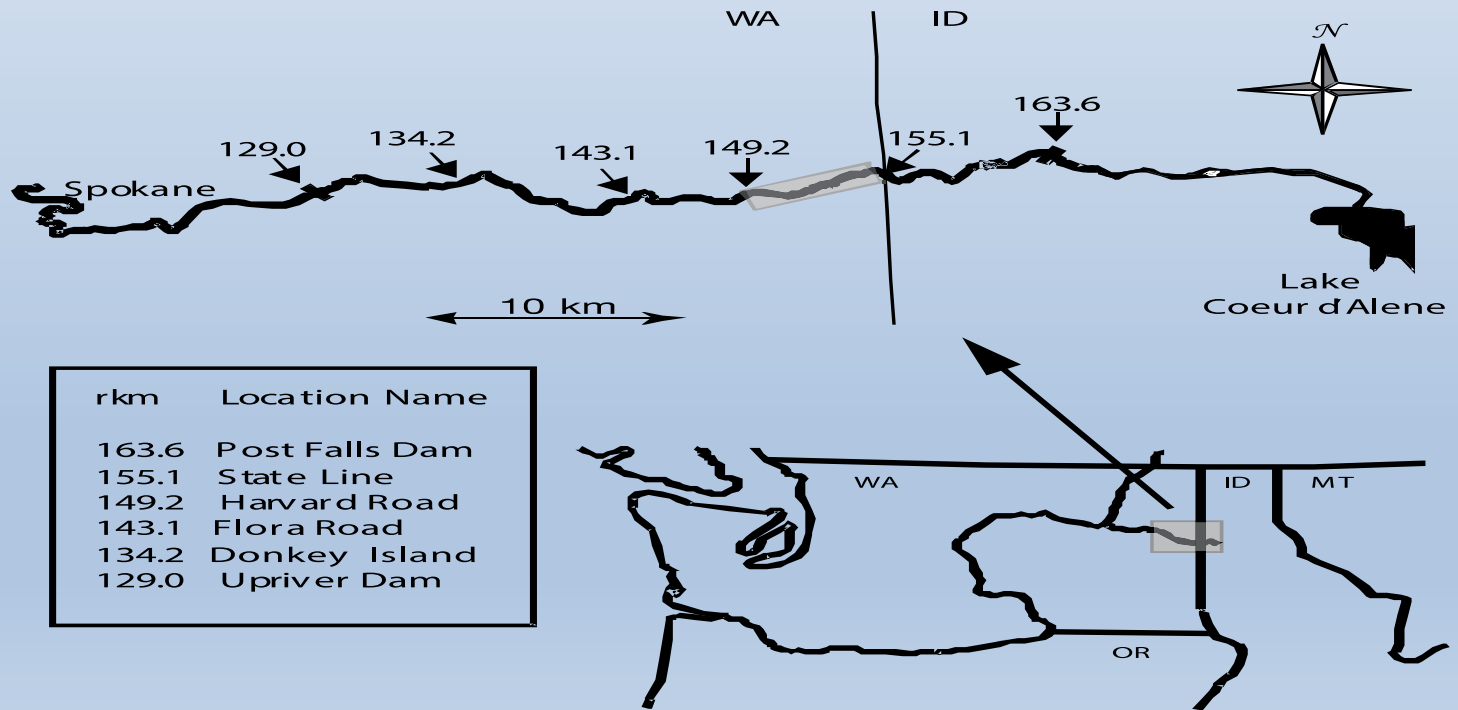 WA ID
N
163.6
129.0 134.2 143.1 149.2 155.1
Spokane
10 km
Lake
Coeur d'Alene
rkm Location Name
163.6 Post Falls Dam
155.1 State Line
149.2 Harvard Road
143.1 Flora Road
134.2 Donkey Island
129.0 Upriver Dam
WA ID MT
OR